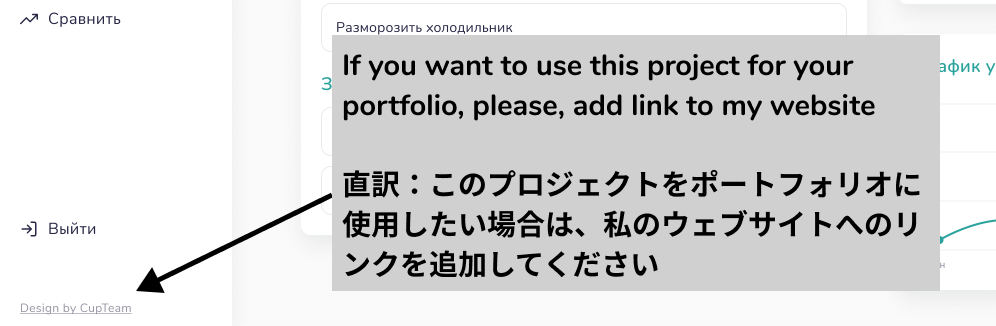 Сравнить
Разморозить холодильник
If you want to use this project for your
portfolio, please, add link to my website
直訳：このプロジェクトをポートフォリオに
使用したい場合は、私のウェブサイトへのリ
ンクを追加してください
Выйти
Design by CupTeam